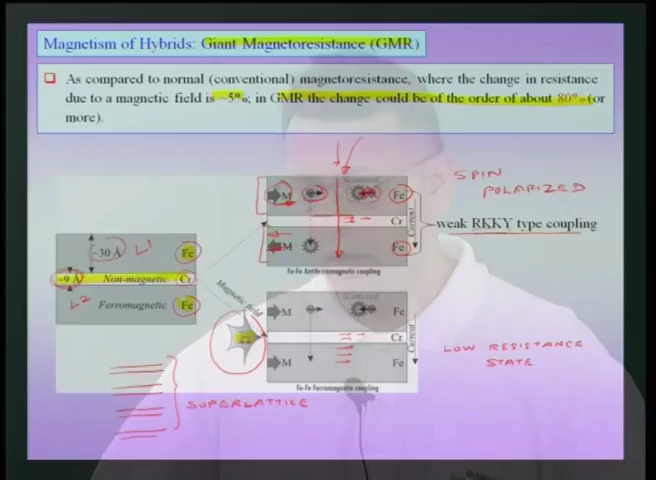 Magnetism of Hybrids: Giant Magnetoresistance (GMR)
As compared to normal (conventional) magnetoresistance, where the change in resistance
due to a magnetic field is ~5%; in GMR the change could be of the order of about 80% (or
more).
SPIN
POLARIZED
M
Fe
Cr
M
Fe
Current
weak RKKY type coupling
Fe-Fe Antiferromagnetic coupling
~30 Å
L1
Fe
~9 Å
Non-magnetic
Cr
L2
Ferromagnetic
Fe
Magnetic field
Scattered
M
Fe
Cr
M
Fe
Current
Fe-Fe Ferromagnetic coupling
LOW RESISTANCE
STATE
SUPERLATTICE